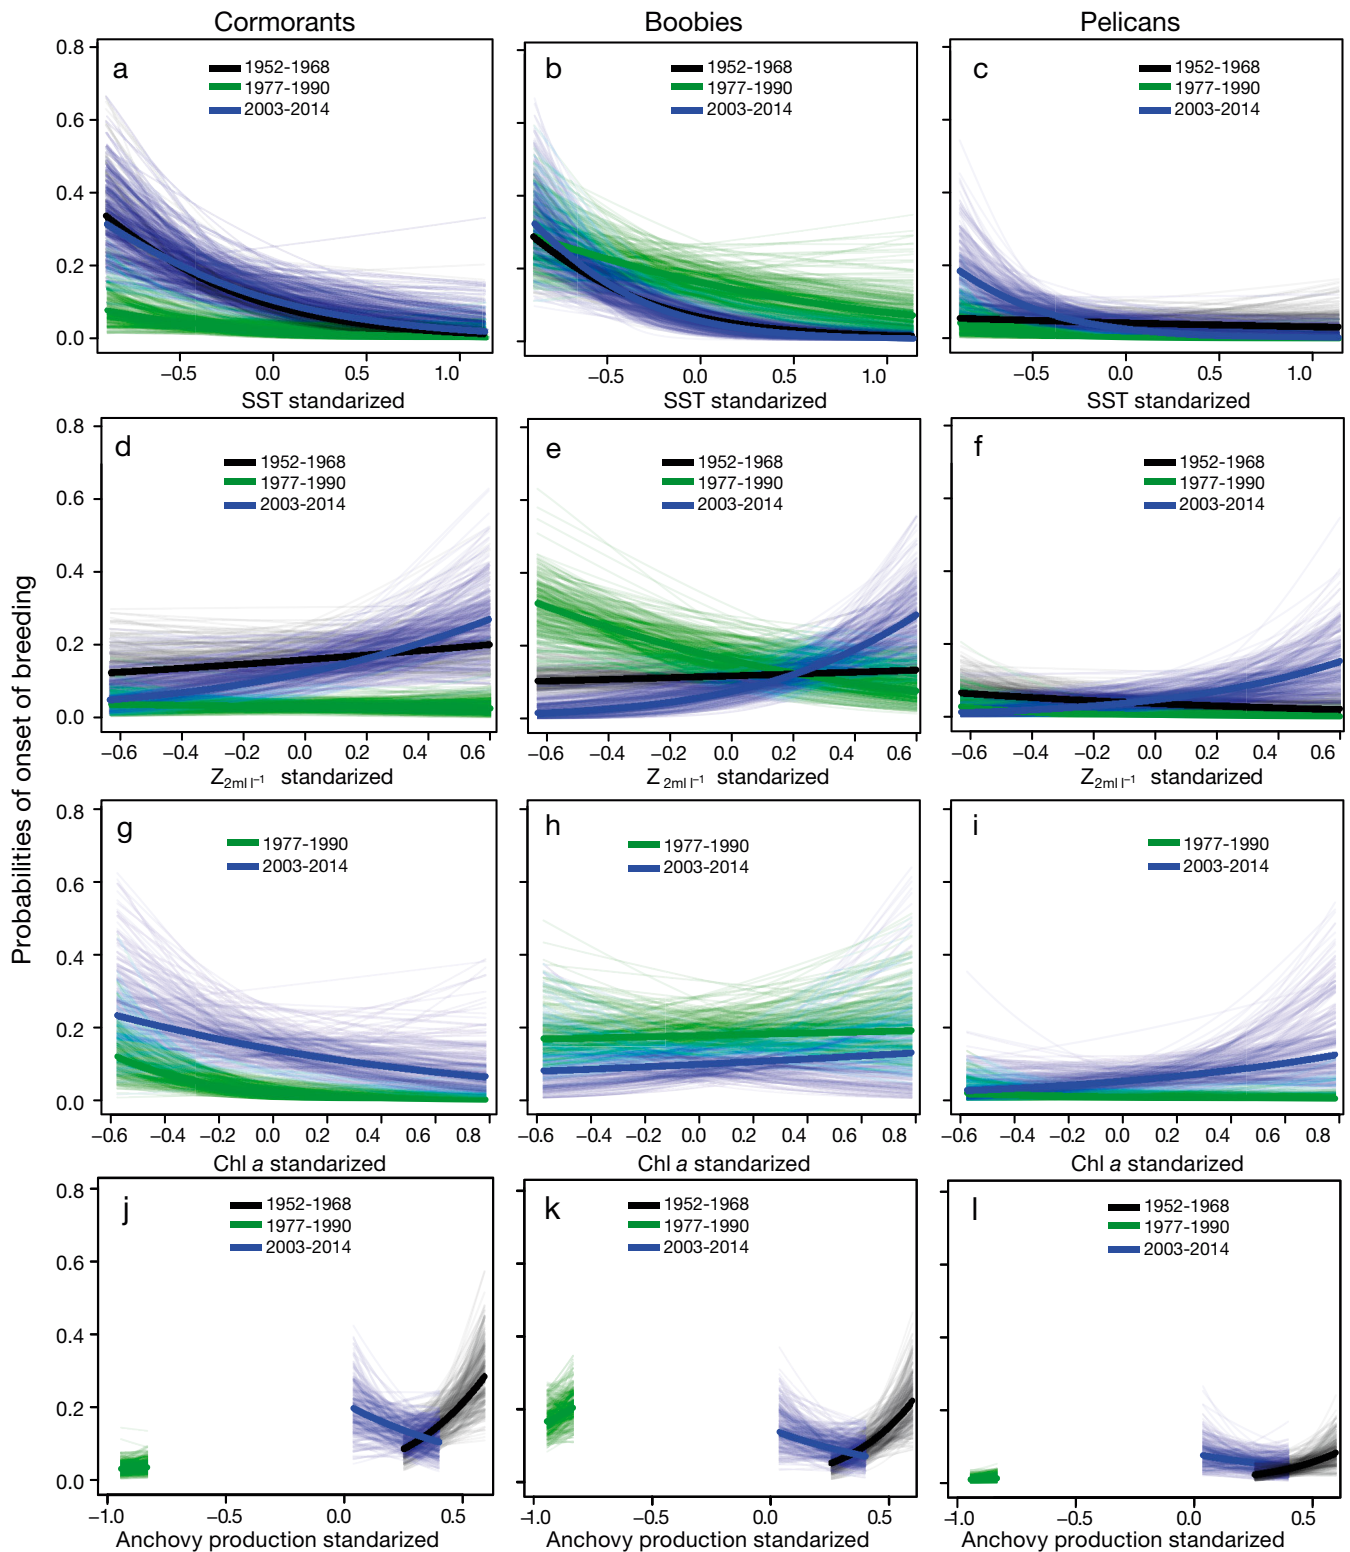 Cormorants Boobies Pelicans
Probabilities of onset of breeding
a
1952-1968
1977-1990
2003-2014
0.8
0.6
0.4
0.2
0.0
−0.5 0.0 0.5 1.0
SST standarized
b
1952-1968
1977-1990
2003-2014
−0.5 0.0 0.5 1.0
SST standarized
c
1952-1968
1977-1990
2003-2014
−0.5 0.0 0.5 1.0
SST standarized
d
1952-1968
1977-1990
2003-2014
0.8
0.6
0.4
0.2
0.0
−0.6 −0.4 −0.2 0.0 0.2 0.4 0.6
Z2ml l−1 standarized
e
1952-1968
1977-1990
2003-2014
−0.6 −0.4 −0.2 0.0 0.2 0.4 0.6
Z2ml l−1 standarized
f
1952-1968
1977-1990
2003-2014
−0.6 −0.4 −0.2 0.0 0.2 0.4 0.6
Z2ml l−1 standarized
g
1977-1990
2003-2014
0.8
0.6
0.4
0.2
0.0
−0.6 −0.4 −0.2 0.0 0.2 0.4 0.6 0.8
Chl a standarized
h
1977-1990
2003-2014
−0.6 −0.4 −0.2 0.0 0.2 0.4 0.6 0.8
Chl a standarized
i
1977-1990
2003-2014
−0.6 −0.4 −0.2 0.0 0.2 0.4 0.6 0.8
Chl a standarized
j
1952-1968
1977-1990
2003-2014
0.8
0.6
0.4
0.2
0.0
−1.0 −0.5 0.0 0.5
Anchovy production standarized
k
1952-1968
1977-1990
2003-2014
−1.0 −0.5 0.0 0.5
Anchovy production standarized
l
1952-1968
1977-1990
2003-2014
−1.0 −0.5 0.0 0.5
Anchovy production standarized